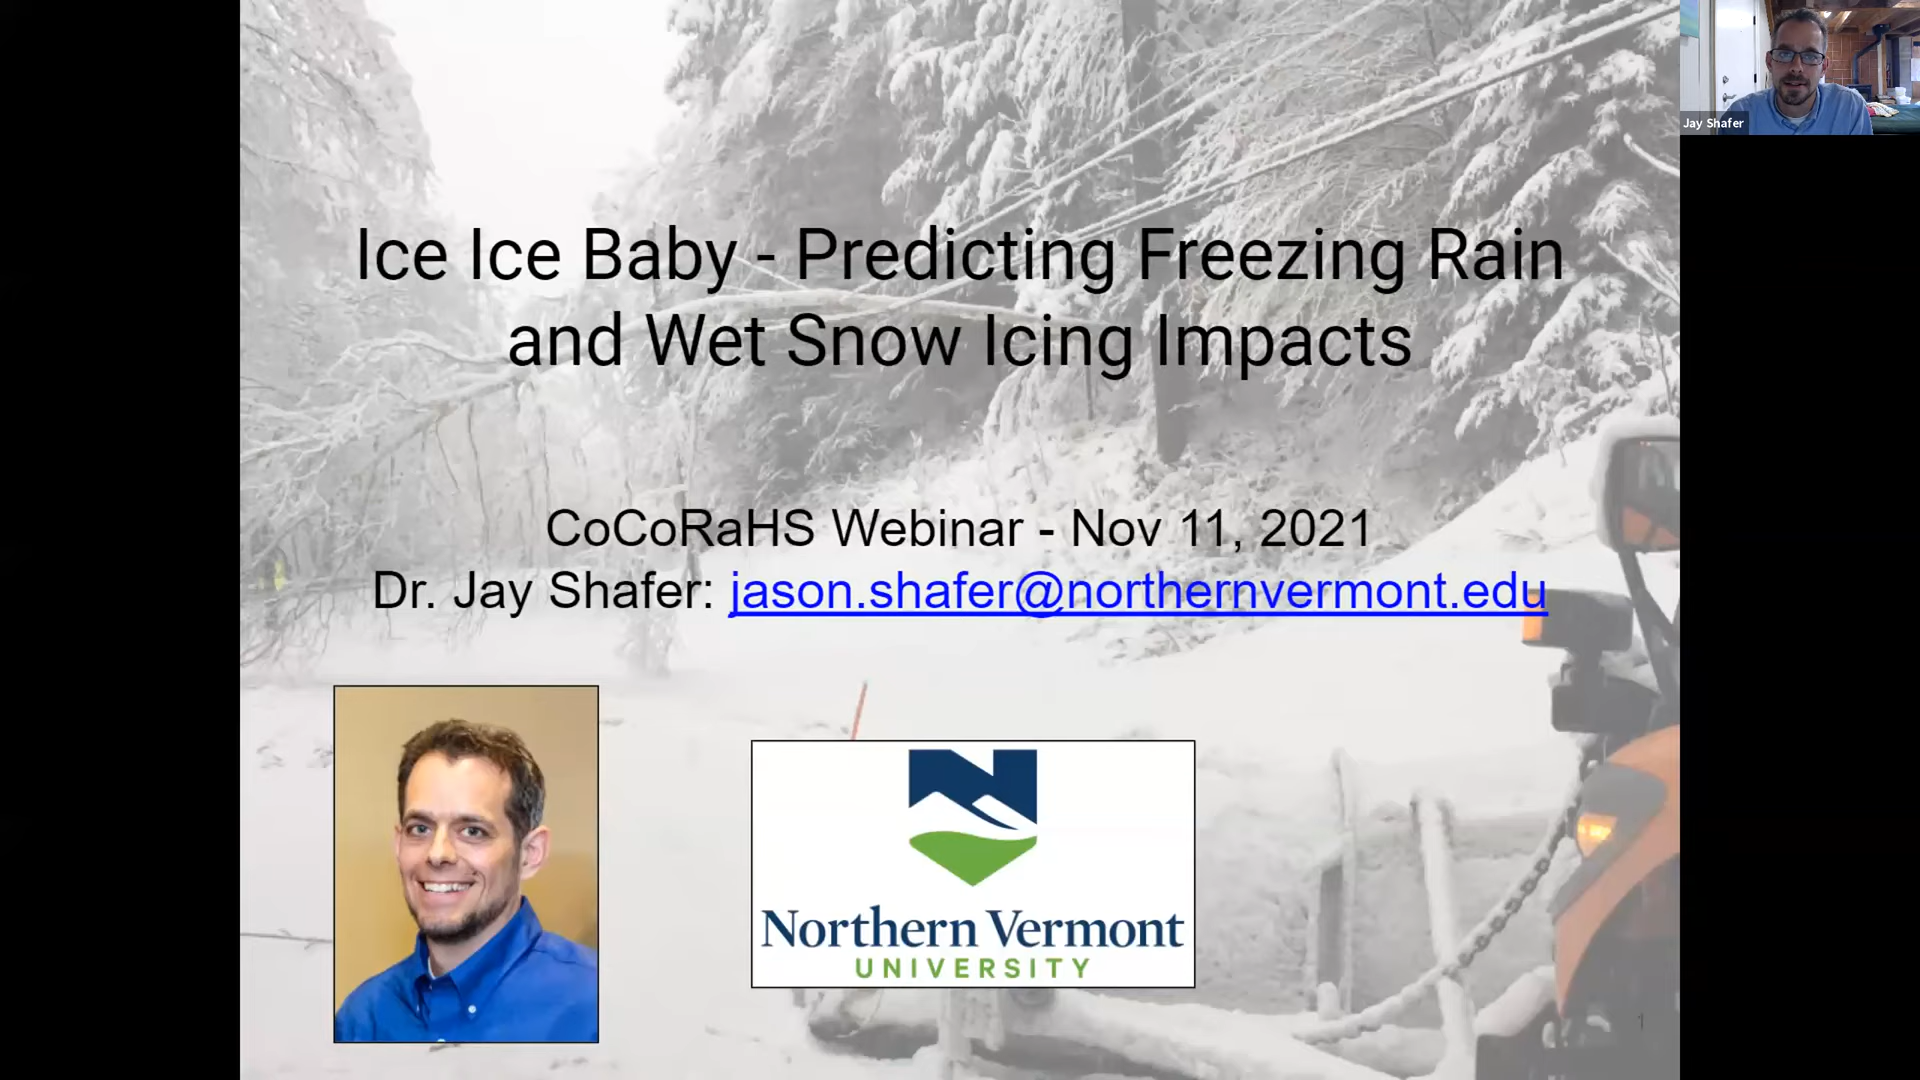 Jay Shafer
Ice Ice Baby - Predicting Freezing Rain
and Wet Snow Icing Impacts
CoCoRaHS Webinar - Nov 11, 2021
Dr. Jay Shafer: jason.shafer@northernvermont.edu
Northern Vermont
UNIVERSITY
1